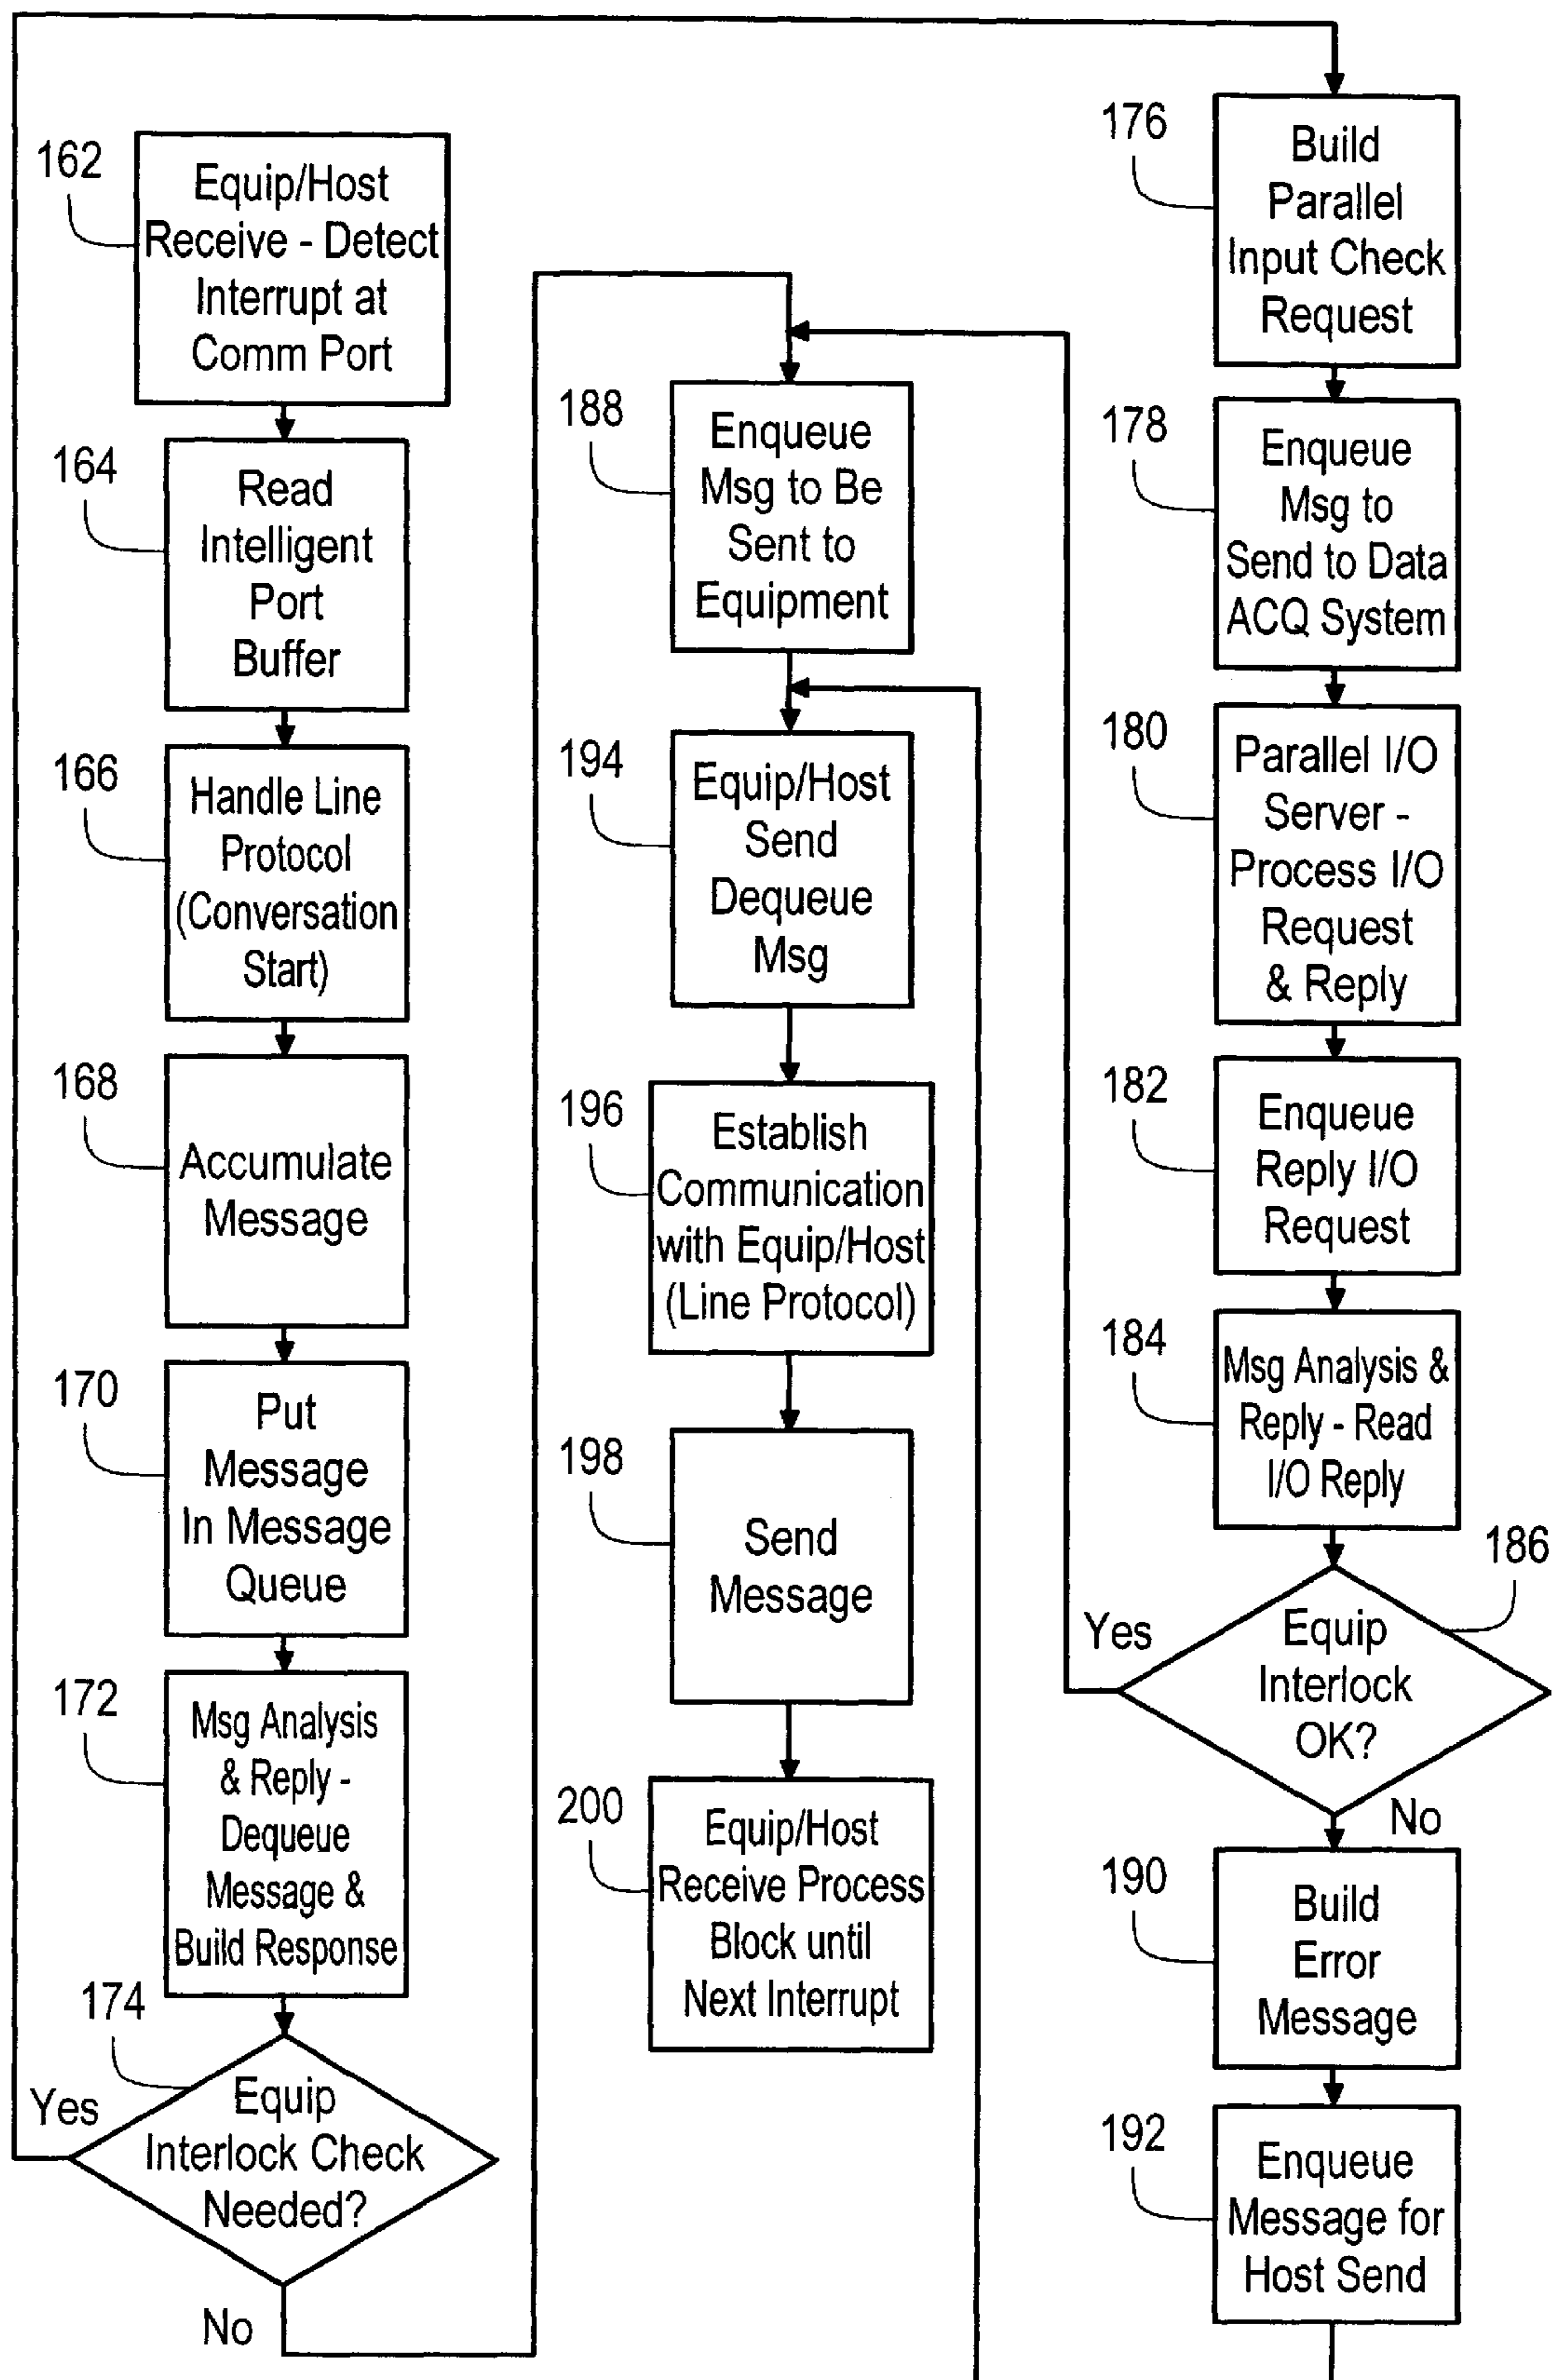 162
Equip/Host
Receive - Detect
Interrupt at
Comm Port
164
Read
Intelligent
Port
Buffer
166
Handle Line
Protocol
(Conversation
Start)
168
Accumulate
Message
170
Put
Message
In Message
Queue
172
Msg Analysis
& Reply -
Dequeue
Message &
Build Response
174
Equip
Interlock Check
Needed?
Yes
No
188
Enqueue
Msg to Be
Sent to
Equipment
194
Equip/Host
Send
Dequeue
Msg
196
Establish
Communication
with Equip/Host
(Line Protocol)
198
Send
Message
200
Equip/Host
Receive Process
Block until
Next Interrupt
176
Build
Parallel
Input Check
Request
178
Enqueue
Msg to
Send to Data
ACQ System
180
Parallel I/O
Server -
Process I/O
Request
& Reply
182
Enqueue
Reply I/O
Request
184
Msg Analysis &
Reply - Read
I/O Reply
186
Equip
Interlock
OK?
Yes
No
190
Build
Error
Message
192
Enqueue
Message for
Host Send